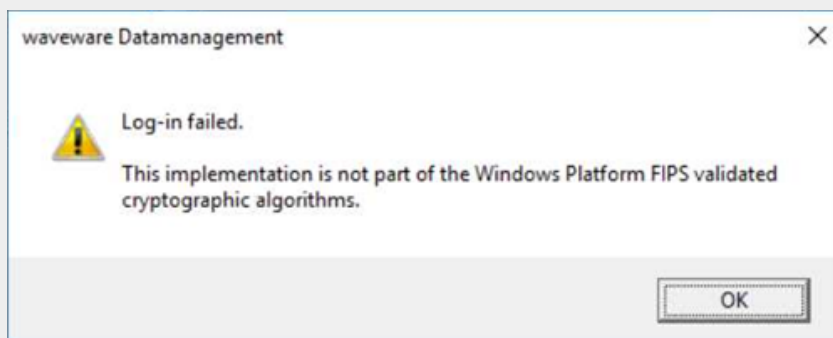 waveware Datamanagement
Log-in failed.
This implementation is not part of the Windows Platform FIPS validated
cryptographic algorithms.
OK